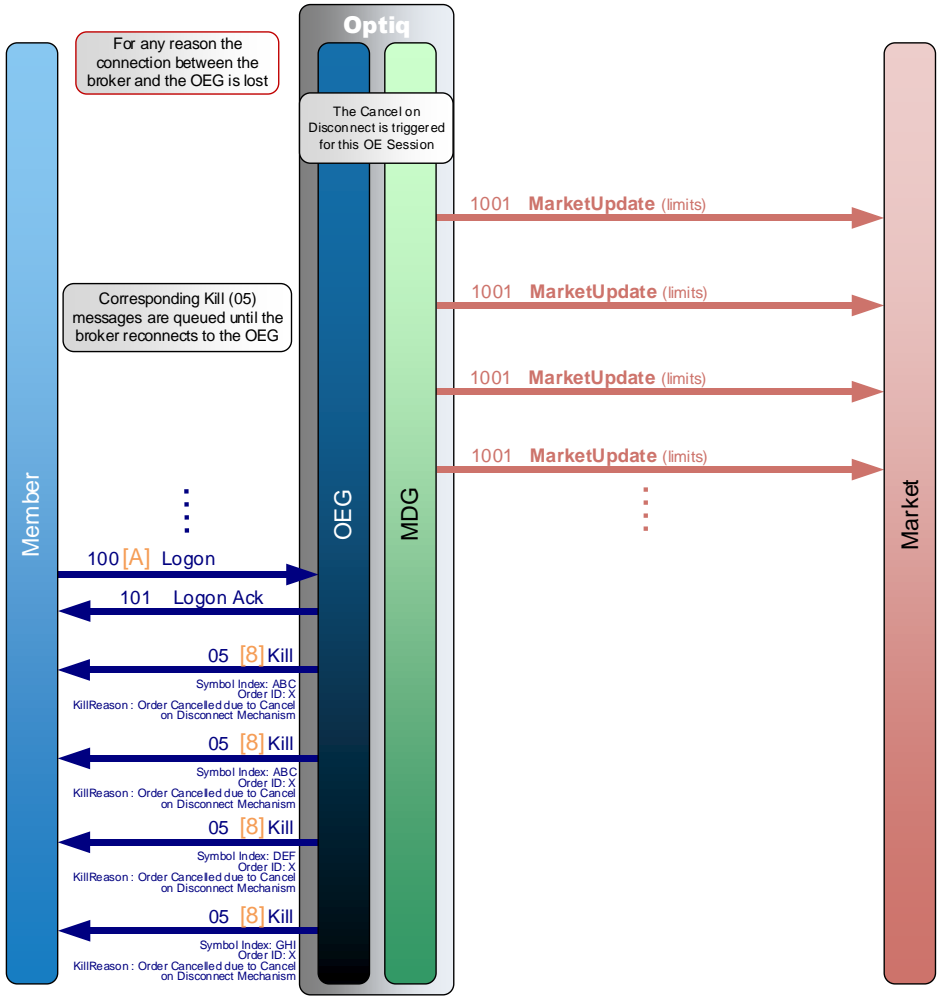 Optiq
For any reason the
connection between the
broker and the OEG is lost
The Cancel on
Disconnect is triggered
for this OE Session
1001 MarketUpdate (limits)
Corresponding Kill (05)
messages are queued until the
broker reconnects to the OEG
1001 MarketUpdate (limits)
1001 MarketUpdate (limits)
1001 MarketUpdate (limits)
Member
OEG
MDG
Market
100 [A] Logon
101 Logon Ack
05 [8] Kill
Symbol Index: ABC
Order ID: X
KillReason : Order Cancelled due to Cancel
on Disconnect Mechanism
05 [8] Kill
Symbol Index: ABC
Order ID: X
KillReason : Order Cancelled due to Cancel
on Disconnect Mechanism
05 [8] Kill
Symbol Index: DEF
Order ID: X
KillReason : Order Cancelled due to Cancel
on Disconnect Mechanism
05 [8] Kill
Symbol Index: GHI
Order ID: X
KillReason : Order Cancelled due to Cancel
on Disconnect Mechanism